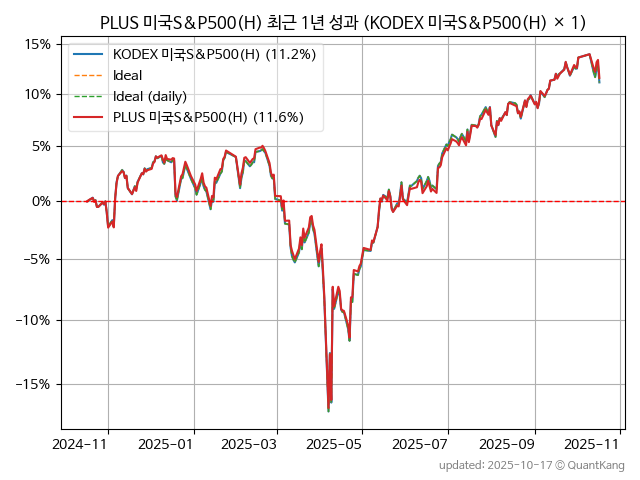 PLUS 미국S&P500(H) 최근 1년 성과 (KODEX 미국S&P500(H) × 1)
15%
10%
5%
0%
−5%
−10%
−15%
KODEX 미국S&P500(H) (11.2%)
Ideal
Ideal (daily)
PLUS 미국S&P500(H) (11.6%)
2024-11 2025-01 2025-03 2025-05 2025-07 2025-09 2025-11
updated: 2025-10-17 © QuantKang